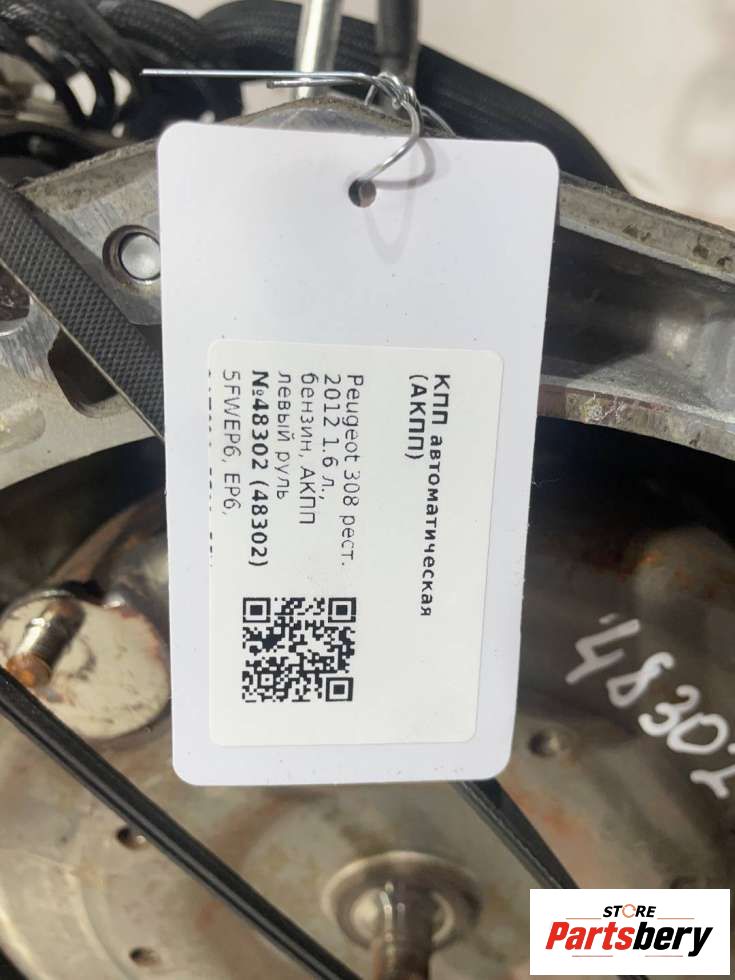 КПП автоматическая
(АКПП)
Peugeot 308 рест.
2012 1.6 л.,
бензин, АКПП
левый руль
№48302 (48302)
5FWEP6, EP6,
48302
STORE
Partsbery